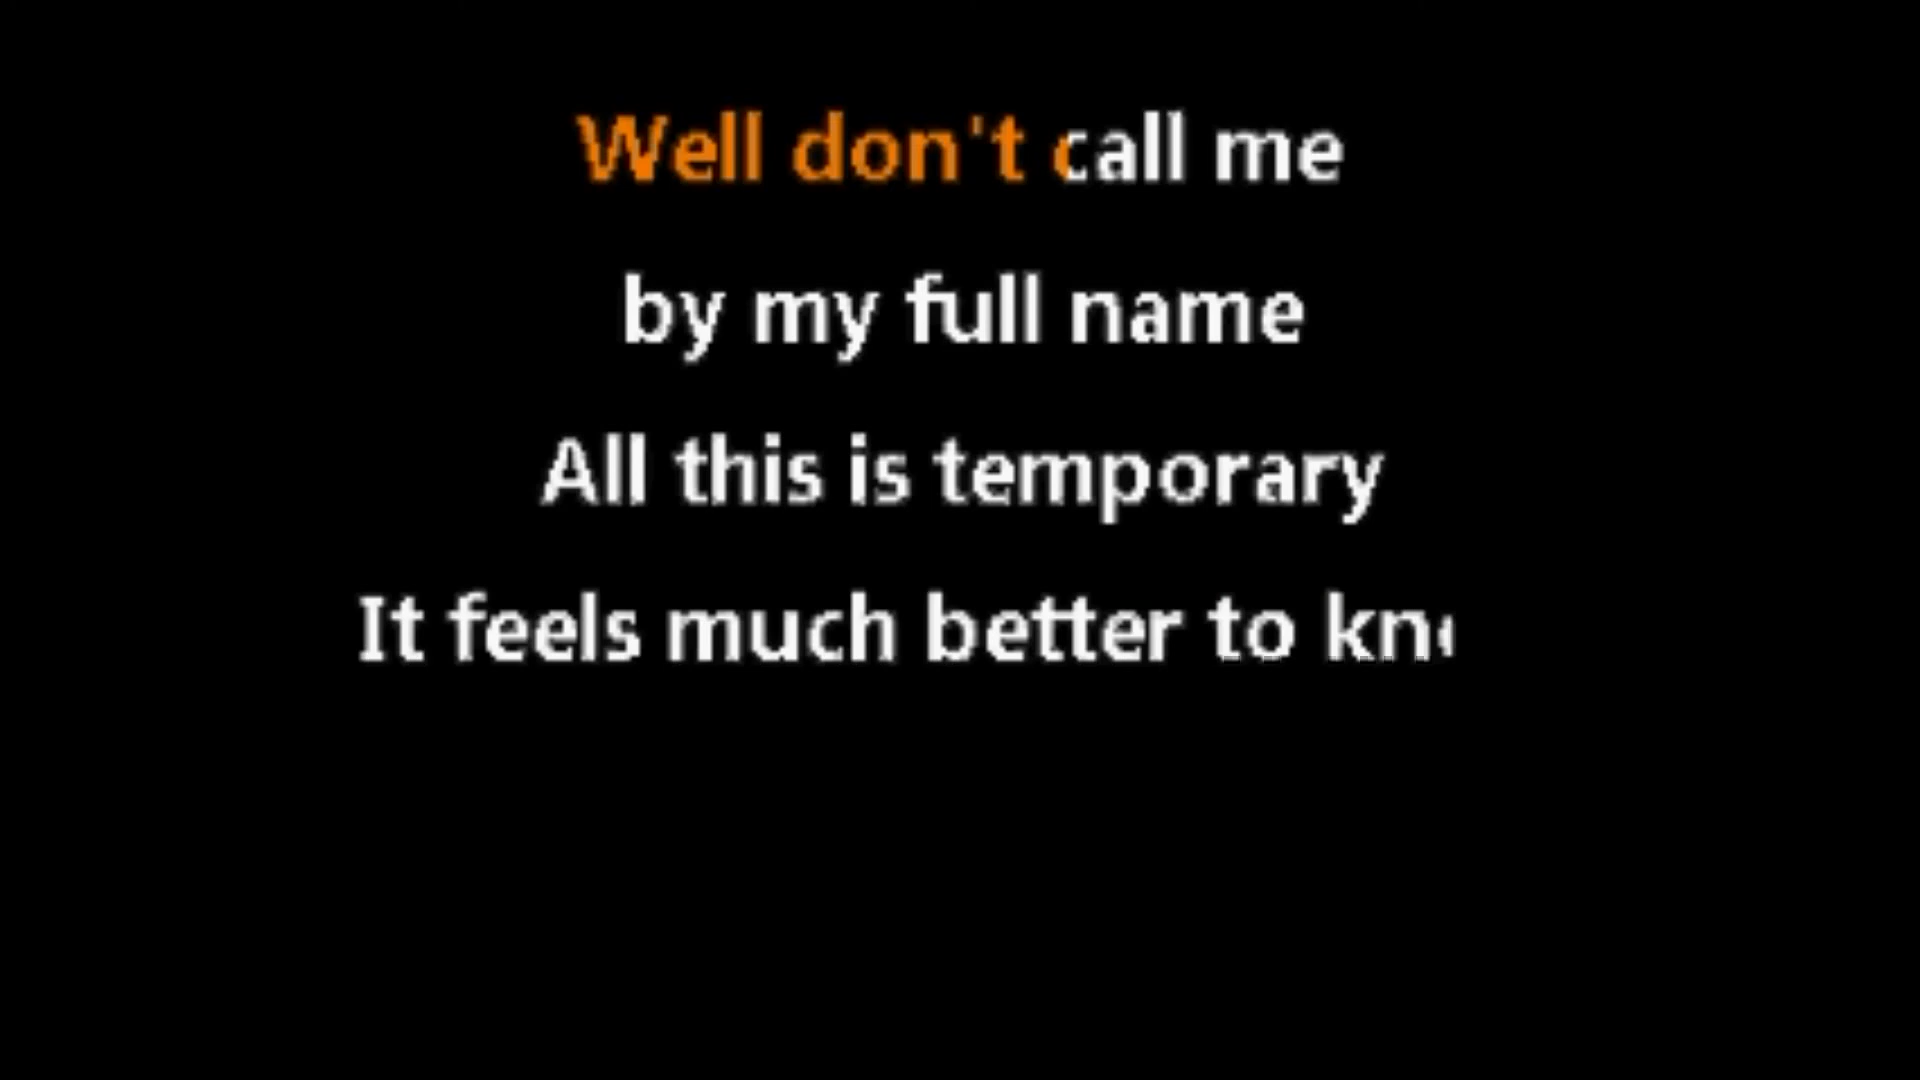 Well don't call me
by my full name
All this is temporary
It feels much better to kn